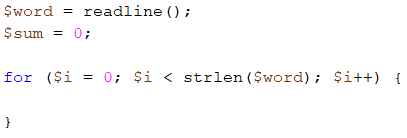 $word = readline();
$sum = 0;
for ($i = 0; $i < strlen($word); $i++) {
}